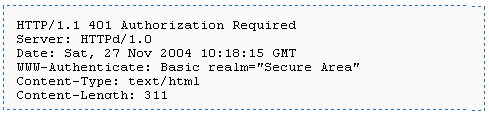 HTTP/1.1 401 Authorization Required
Server: HTTPd/1.0
Date: Sat, 27 Nov 2004 10:18:15 GMT
WWW-Authenticate: Basic realm="Secure Area"
Content-Type: text/html
Content-Length: 311